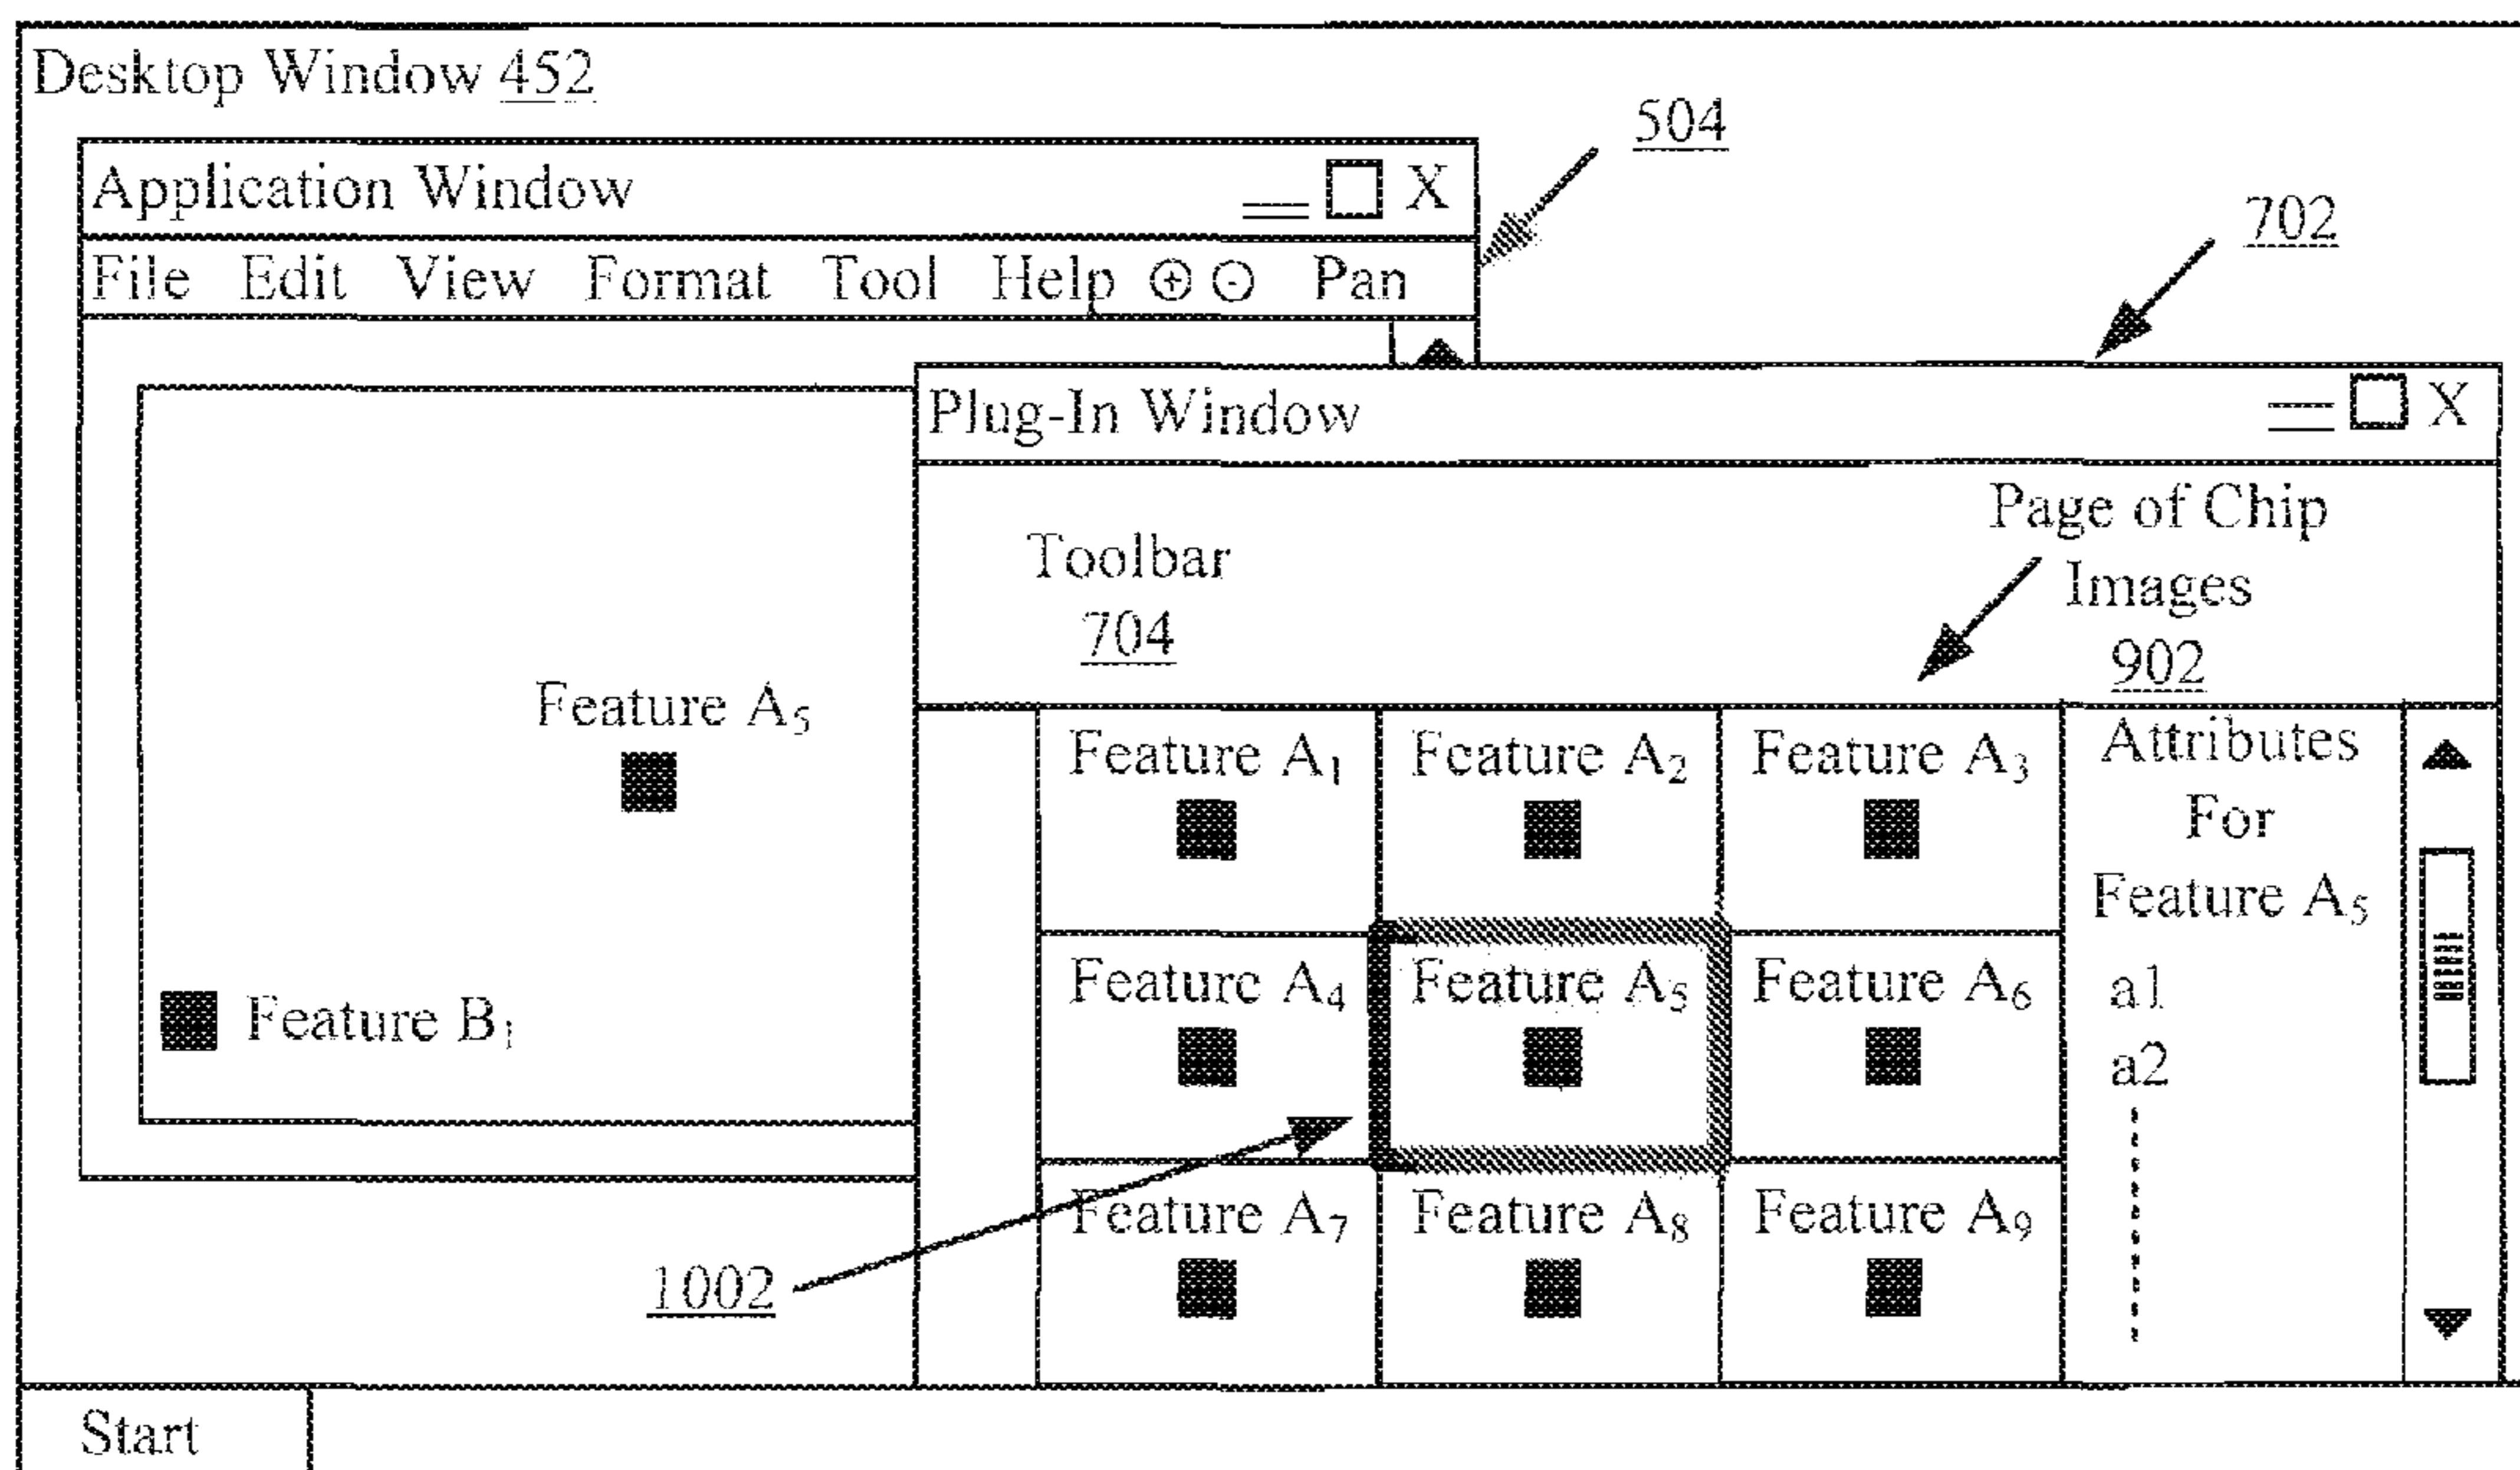 Desktop Window 452
504
Application Window X
702
File Edit View Format Tool Help ⊕ ⊖ Pan
Plug-In Window X
Page of Chip
Images
902
Toolbar
704
Feature A₅
Feature B₁
Feature A₁ Feature A₂ Feature A₃
Feature A₄ Feature A₅ Feature A₆
Feature A₇ Feature A₈ Feature A₉
Attributes
For
Feature A₅
a1
a2
1002
Start